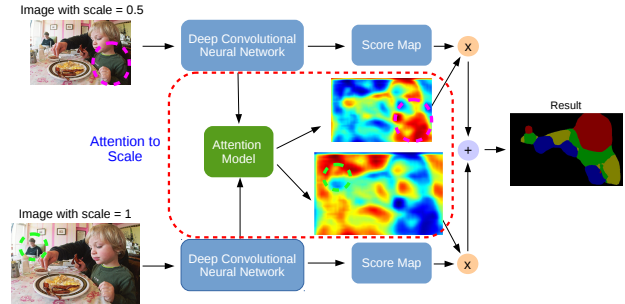 Image with scale = 0.5
Deep Convolutional
Neural Network
Score Map
x
Attention to
Scale
Attention
Model
Result
+
Image with scale = 1
Deep Convolutional
Neural Network
Score Map
x